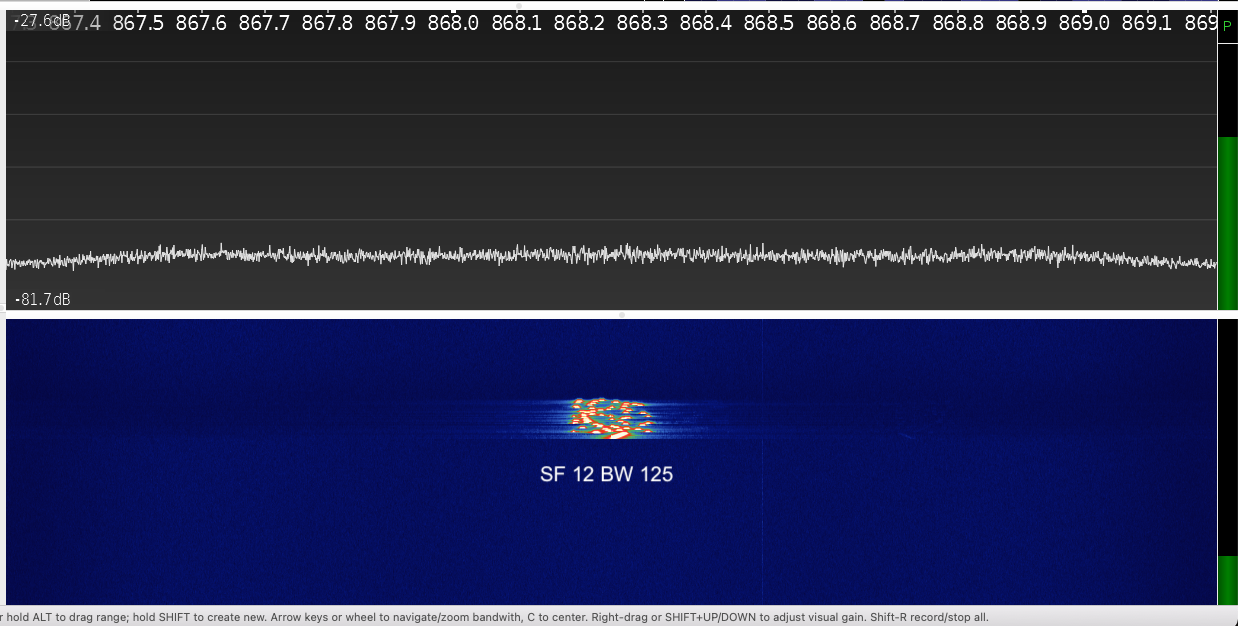 -27.6dB 867.4 867.5 867.6 867.7 867.8 867.9 868.0 868.1 868.2 868.3 868.4 868.5 868.6 868.7 868.8 868.9 869.0 869.1 869
P
-81.7dB
SF 12 BW 125
r hold ALT to drag range; hold SHIFT to create new. Arrow keys or wheel to navigate/zoom bandwith, C to center. Right-drag or SHIFT+UP/DOWN to adjust visual gain. Shift-R record/stop all.